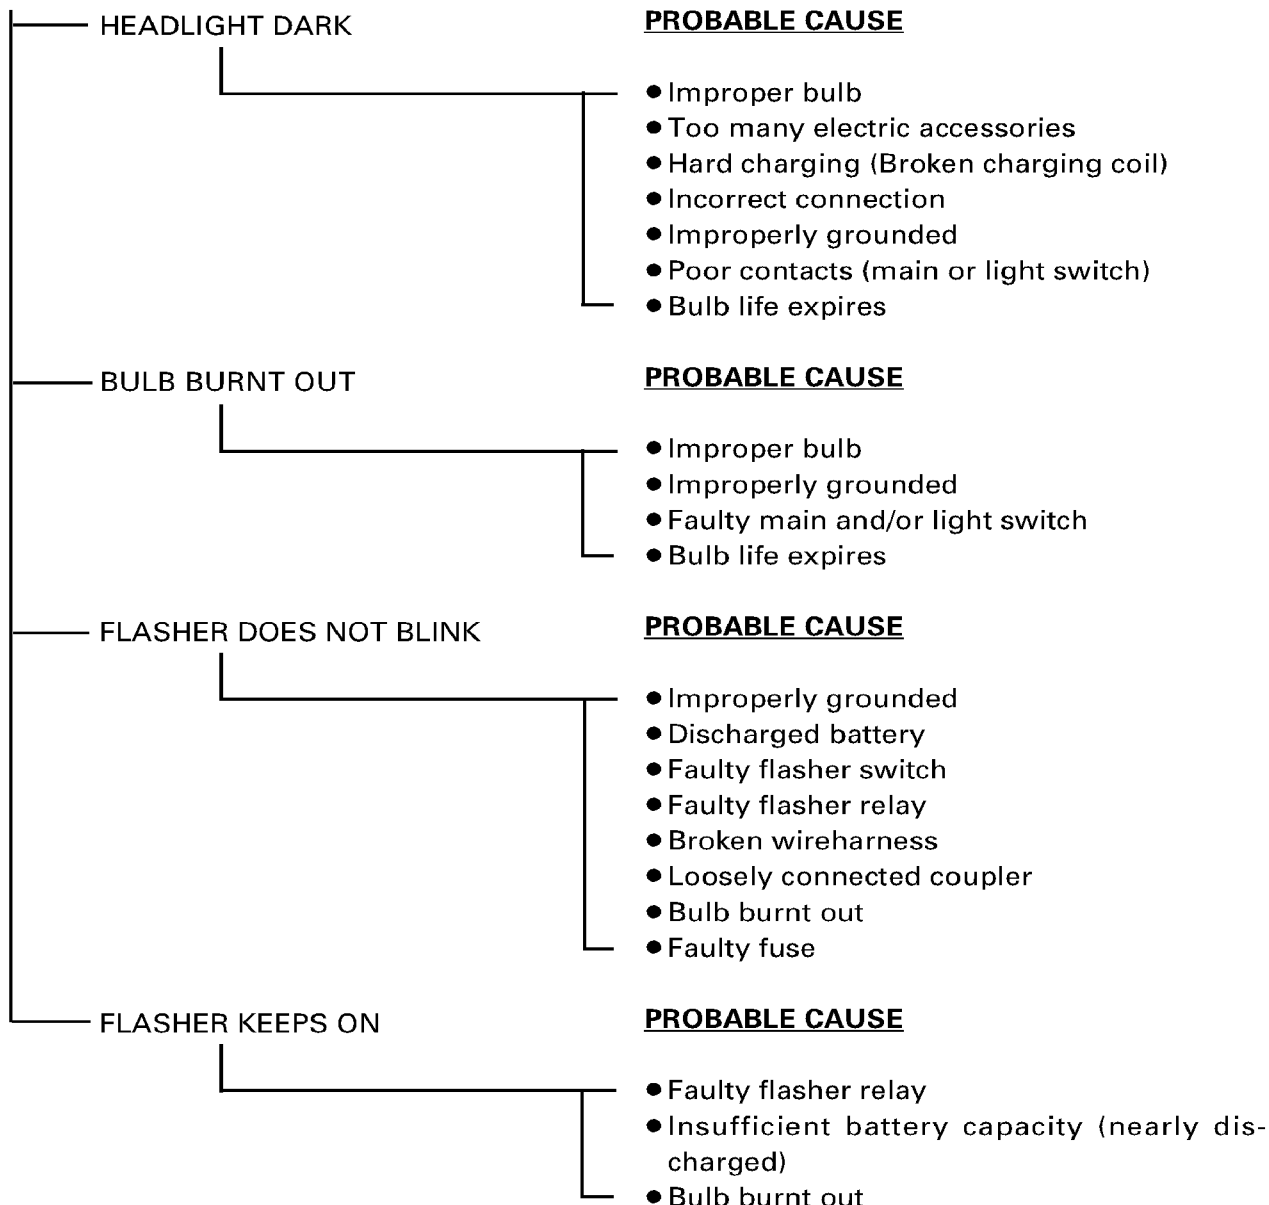 HEADLIGHT DARK
PROBABLE CAUSE
● Improper bulb
● Too many electric accessories
● Hard charging (Broken charging coil)
● Incorrect connection
● Improperly grounded
● Poor contacts (main or light switch)
● Bulb life expires
BULB BURNT OUT
PROBABLE CAUSE
● Improper bulb
● Improperly grounded
● Faulty main and/or light switch
● Bulb life expires
FLASHER DOES NOT BLINK
PROBABLE CAUSE
● Improperly grounded
● Discharged battery
● Faulty flasher switch
● Faulty flasher relay
● Broken wireharness
● Loosely connected coupler
● Bulb burnt out
● Faulty fuse
FLASHER KEEPS ON
PROBABLE CAUSE
● Faulty flasher relay
● Insufficient battery capacity (nearly dis-
charged)
● Bulb burnt out